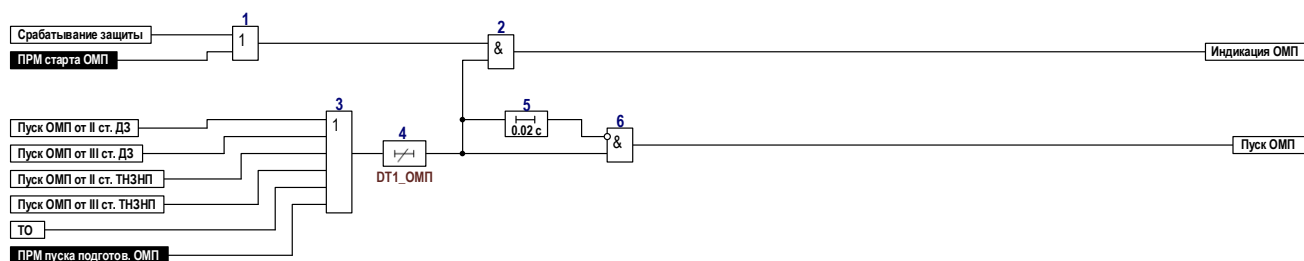 1
2
Срабатывание защиты
1
ПРМ старта ОМП
&
Индикация ОМП
3
5
Пуск ОМП от II ст. ДЗ
1
4
0.02 с
6
&
Пуск ОМП
Пуск ОМП от III ст. ДЗ
Пуск ОМП от II ст. ТНЗНП
DT1_ОМП
Пуск ОМП от III ст. ТНЗНП
ТО
ПРМ пуска подготов. ОМП